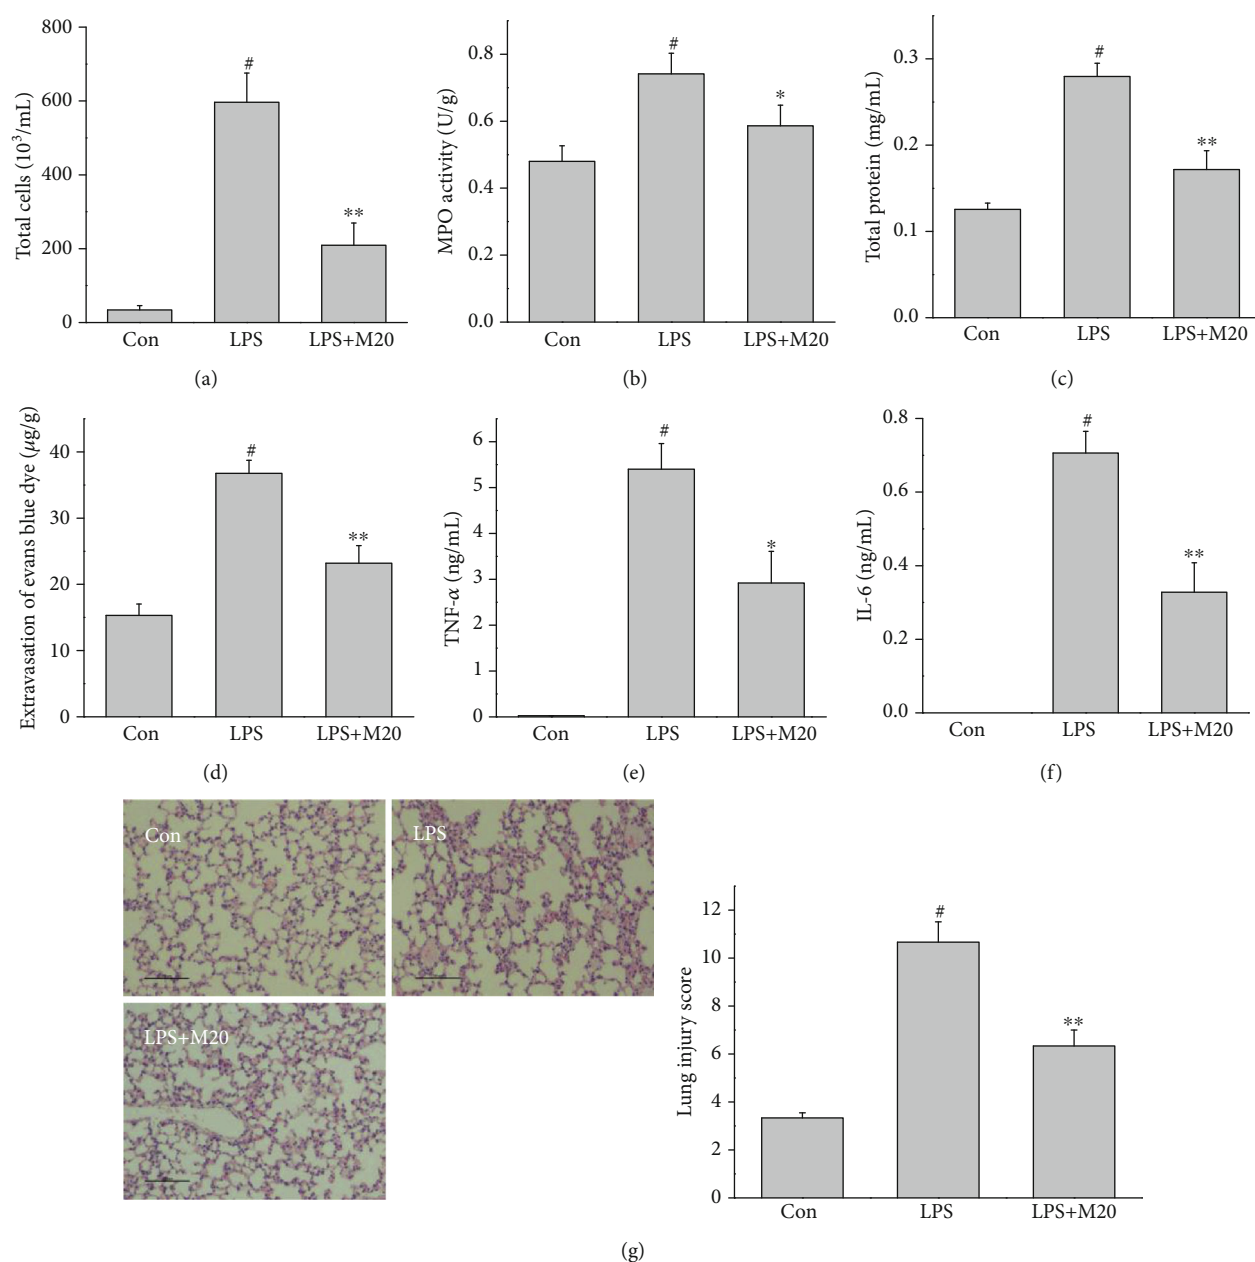 800
600
400
200
0
Total cells (10³/mL)
#
**
Con LPS LPS+M20
(a)
0.8
0.6
0.4
0.2
0.0
MPO activity (U/g)
#
*
Con LPS LPS+M20
(b)
0.3
0.2
0.1
0.0
Total protein (mg/mL)
#
**
Con LPS LPS+M20
(c)
40
30
20
10
0
Extravasation of evans blue dye (μg/g)
#
**
Con LPS LPS+M20
(d)
6
5
4
3
2
1
0
TNF-α (ng/mL)
#
*
Con LPS LPS+M20
(e)
0.8
0.6
0.4
0.2
0.0
IL-6 (ng/mL)
#
**
Con LPS LPS+M20
(f)
Con
LPS
LPS+M20
12
10
8
6
4
2
0
Lung injury score
#
**
Con LPS LPS+M20
(g)